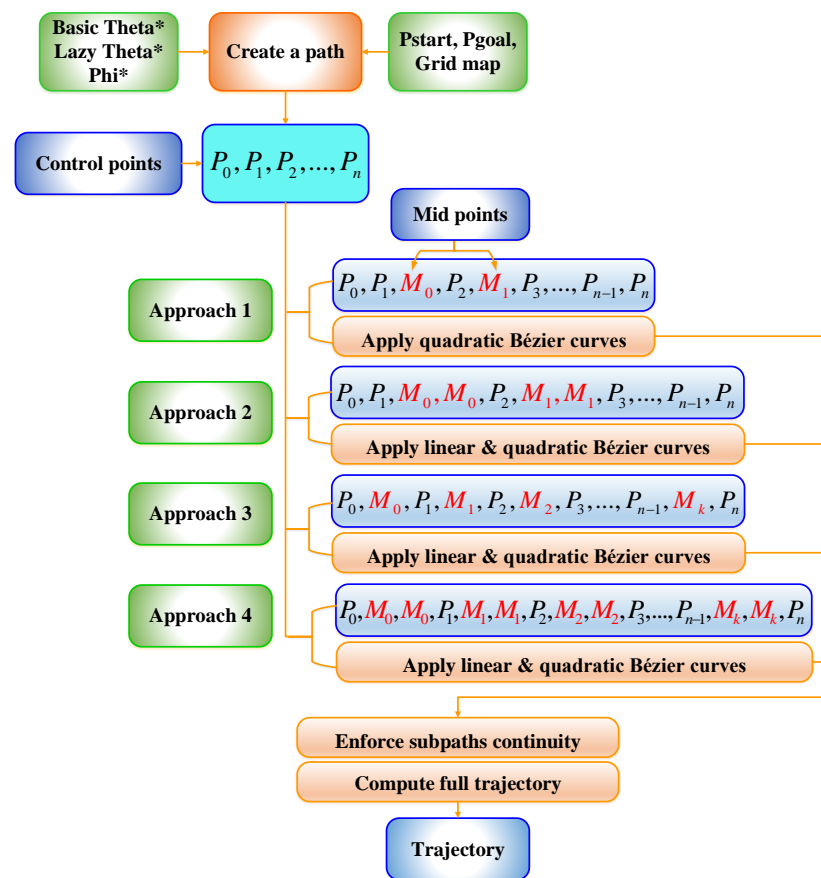 Basic Theta*
Lazy Theta*
Phi*
Create a path
Pstart, Pgoal,
Grid map
Control points
P₀, P₁, P₂, ..., Pₙ
Mid points
Approach 1
P₀, P₁, M₀, P₂, M₁, P₃, ..., Pₙ₋₁, Pₙ
Apply quadratic Bézier curves
Approach 2
P₀, P₁, M₀, M₀, P₂, M₁, M₁, P₃, ..., Pₙ₋₁, Pₙ
Apply linear & quadratic Bézier curves
Approach 3
P₀, M₀, P₁, M₁, P₂, M₂, P₃, ..., Pₙ₋₁, Mₖ, Pₙ
Apply linear & quadratic Bézier curves
Approach 4
P₀, M₀, M₀, P₁, M₁, M₁, P₂, M₂, M₂, P₃, ..., Pₙ₋₁, Mₖ, Mₖ, Pₙ
Apply linear & quadratic Bézier curves
Enforce subpaths continuity
Compute full trajectory
Trajectory